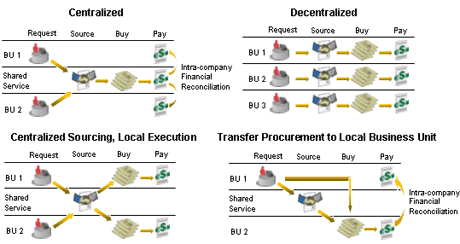 Centralized
Request Source Buy Pay
BU 1
Shared
Service
BU 2
Intra-company
Financial
Reconciliation
Decentralized
Request Source Buy Pay
BU 1
BU 2
BU 3
Centralized Sourcing, Local Execution
Request Source Buy Pay
BU 1
Shared
Service
BU 2
Transfer Procurement to Local Business Unit
Request Source Buy Pay
BU 1
Shared
Service
BU 2
Intra-company
Financial
Reconciliation